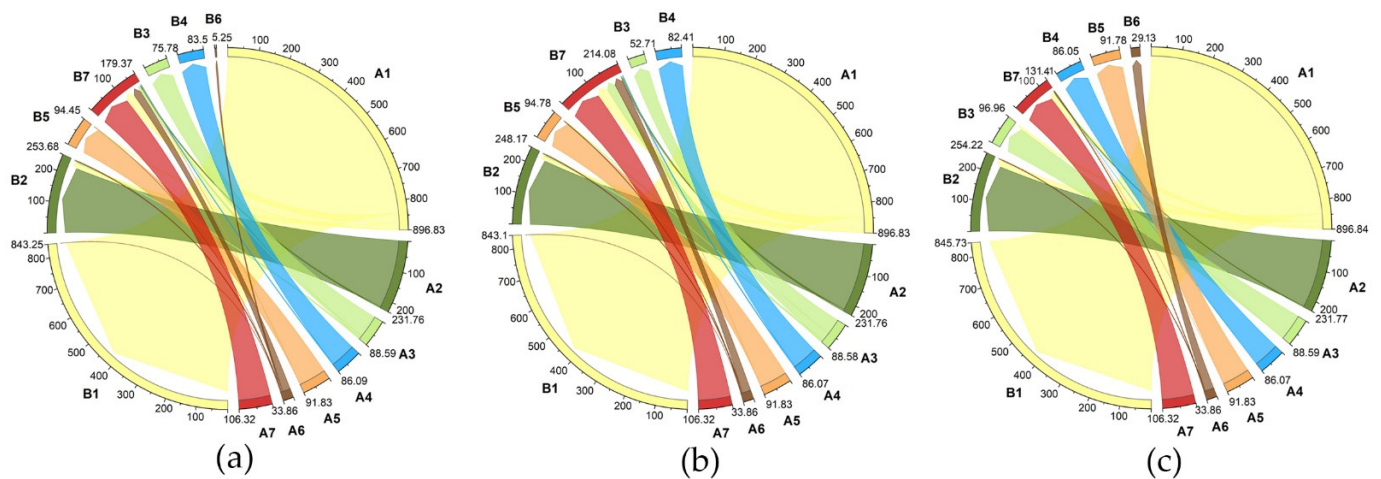 B6
B4 5.25
B3 83.5 100 200
75.78 300
179.37 400 A1
B7 100 500
94.45 600
B5 700
253.68 800
B2 200 896.83
100
843.25 100
800 A2
700 200
231.76
600 88.59 A3
500 86.09 A4
400 91.83 A5
B1 300 33.86 A6
200 100 106.32 A7
(a)
B4
B3 82.41 100 200
52.71 300
214.08 400 A1
B7 100 500
94.78 600
B5 700
248.17 800
B2 200 896.83
100
843.1 100
800 A2
700 200
231.76
600 88.58 A3
500 86.07 A4
400 91.83 A5
B1 300 33.86 A6
200 100 106.32 A7
(b)
B6
B5 29.13
B4 91.78 100 200
86.05 300
B7 131.41 400 A1
100 500
96.96 600
B3 700
254.22 800
B2 200 896.84
100
845.73 100
800 A2
700 200
231.77
600 88.59 A3
500 86.07 A4
400 91.83 A5
B1 300 33.86 A6
200 100 106.32 A7
(c)